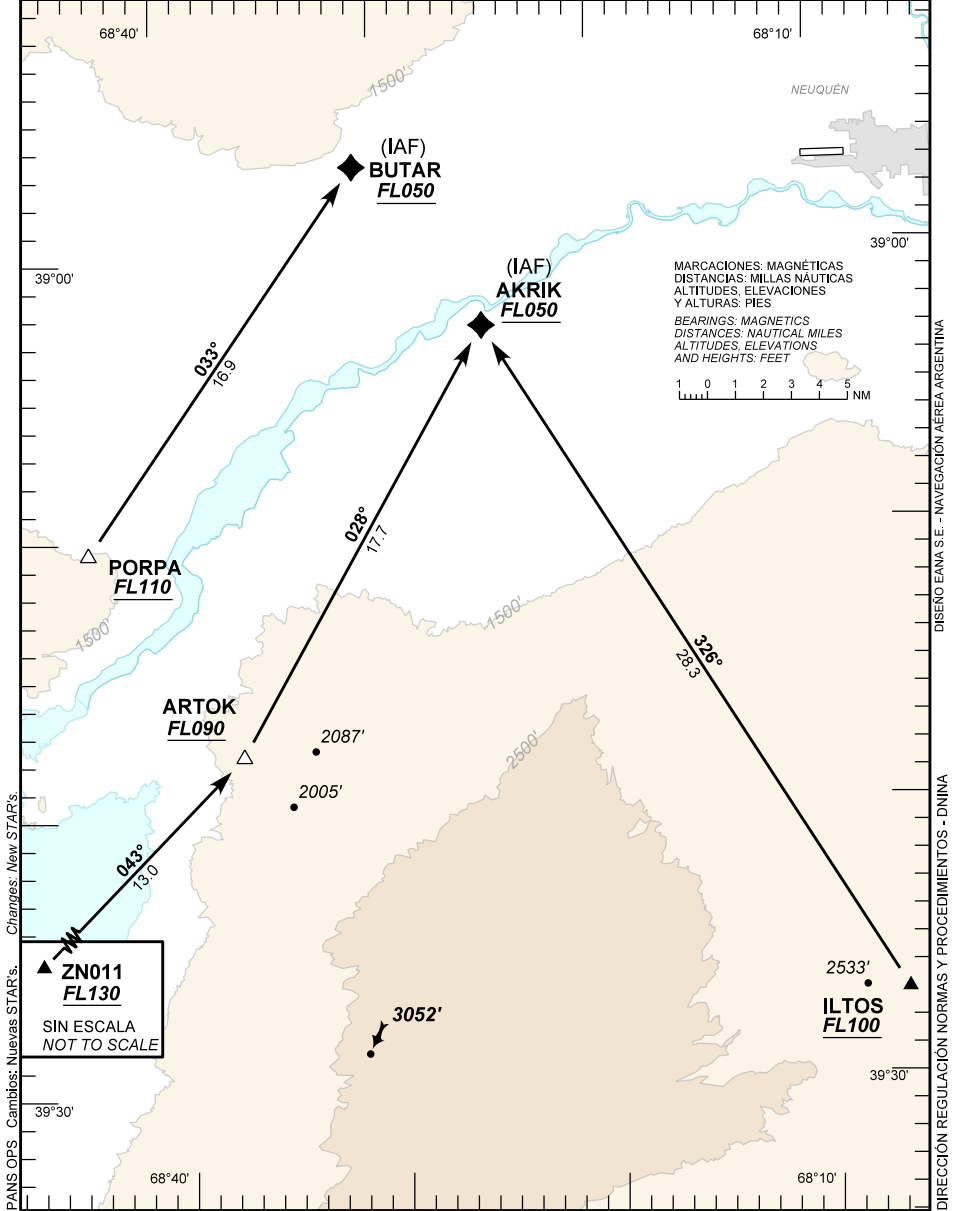 68°40'
68°10'
1500'
NEUQUÉN
(IAF)
BUTAR
FL050
39°00'
39°00'
(IAF)
AKRIK
FL050
MARCACIONES: MAGNÉTICAS
DISTANCIAS: MILLAS NÁUTICAS
ALTITUDES, ELEVACIONES
Y ALTURAS: PIES
BEARINGS: MAGNETICS
DISTANCES: NAUTICAL MILES
ALTITUDES, ELEVATIONS
AND HEIGHTS: FEET
1 0 1 2 3 4 5
NM
033°
16.9
028°
17.7
PORPA
FL110
1500'
1500'
326°
28.3
ARTOK
FL090
2087'
2005'
2500'
043°
13.0
ZN011
FL130
SIN ESCALA
NOT TO SCALE
3052'
2533'
ILTOS
FL100
39°30'
39°30'
68°40'
68°10'
PANS OPS Cambios: Nuevas STAR's. Changes: New STAR's.
DISEÑO EANA S.E. - NAVEGACIÓN AÉREA ARGENTINA
DIRECCIÓN REGULACIÓN NORMAS Y PROCEDIMIENTOS - DNINA